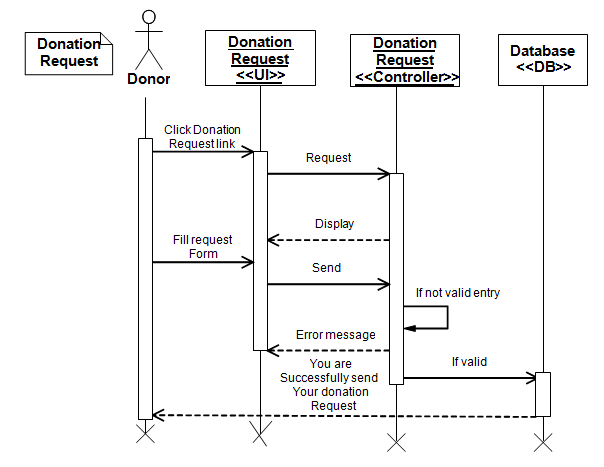 Donation
Request
Donor
Donation
Request
<<UI>>
Donation
Request
<<Controller>>
Database
<<DB>>
Click Donation
Request link
Request
Display
Fill request
Form
Send
If not valid entry
Error message
You are
Successfully send
Your donation
Request
If valid